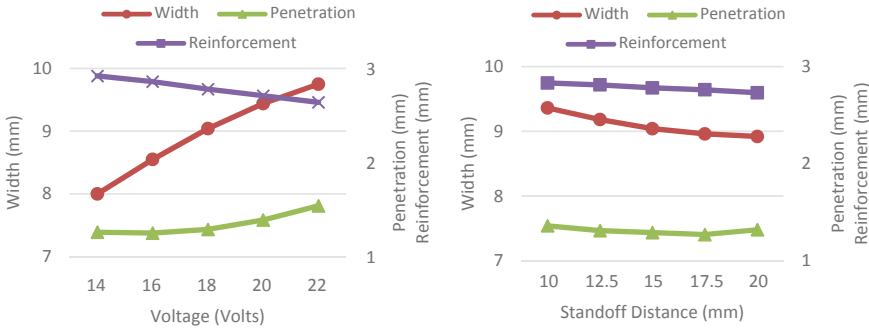 Width
Penetration
Reinforcement
10
9
8
7
Width (mm)
3
2
1
Penetration (mm)
Reinforcement (mm)
14 16 18 20 22
Voltage (Volts)
Width
Penetration
Reinforcement
10
9
8
7
Width (mm)
3
2
1
Penetration (mm)
Reinforcement (mm)
10 12.5 15 17.5 20
Standoff Distance (mm)